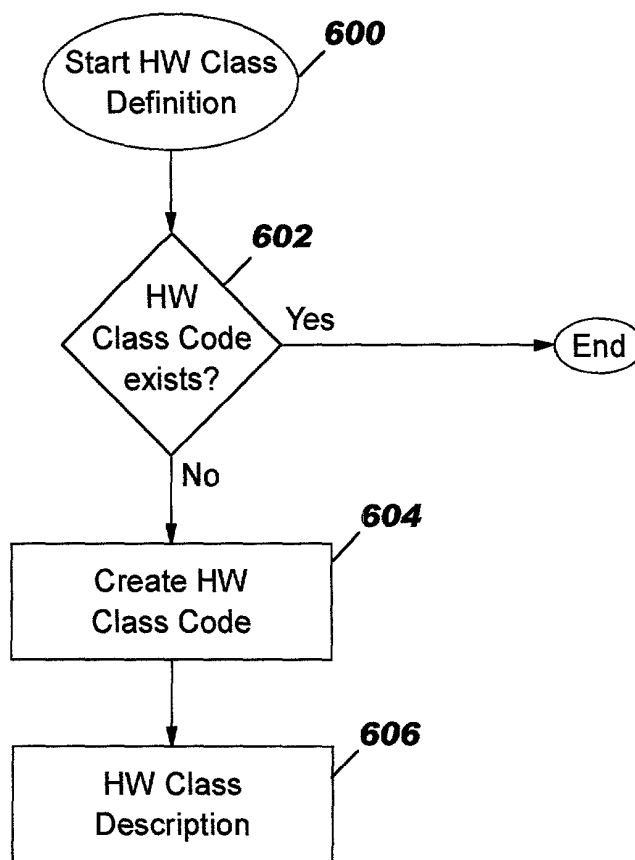 600
Start HW Class
Definition
602
HW
Class Code
exists?
Yes
End
No
604
Create HW
Class Code
606
HW Class
Description